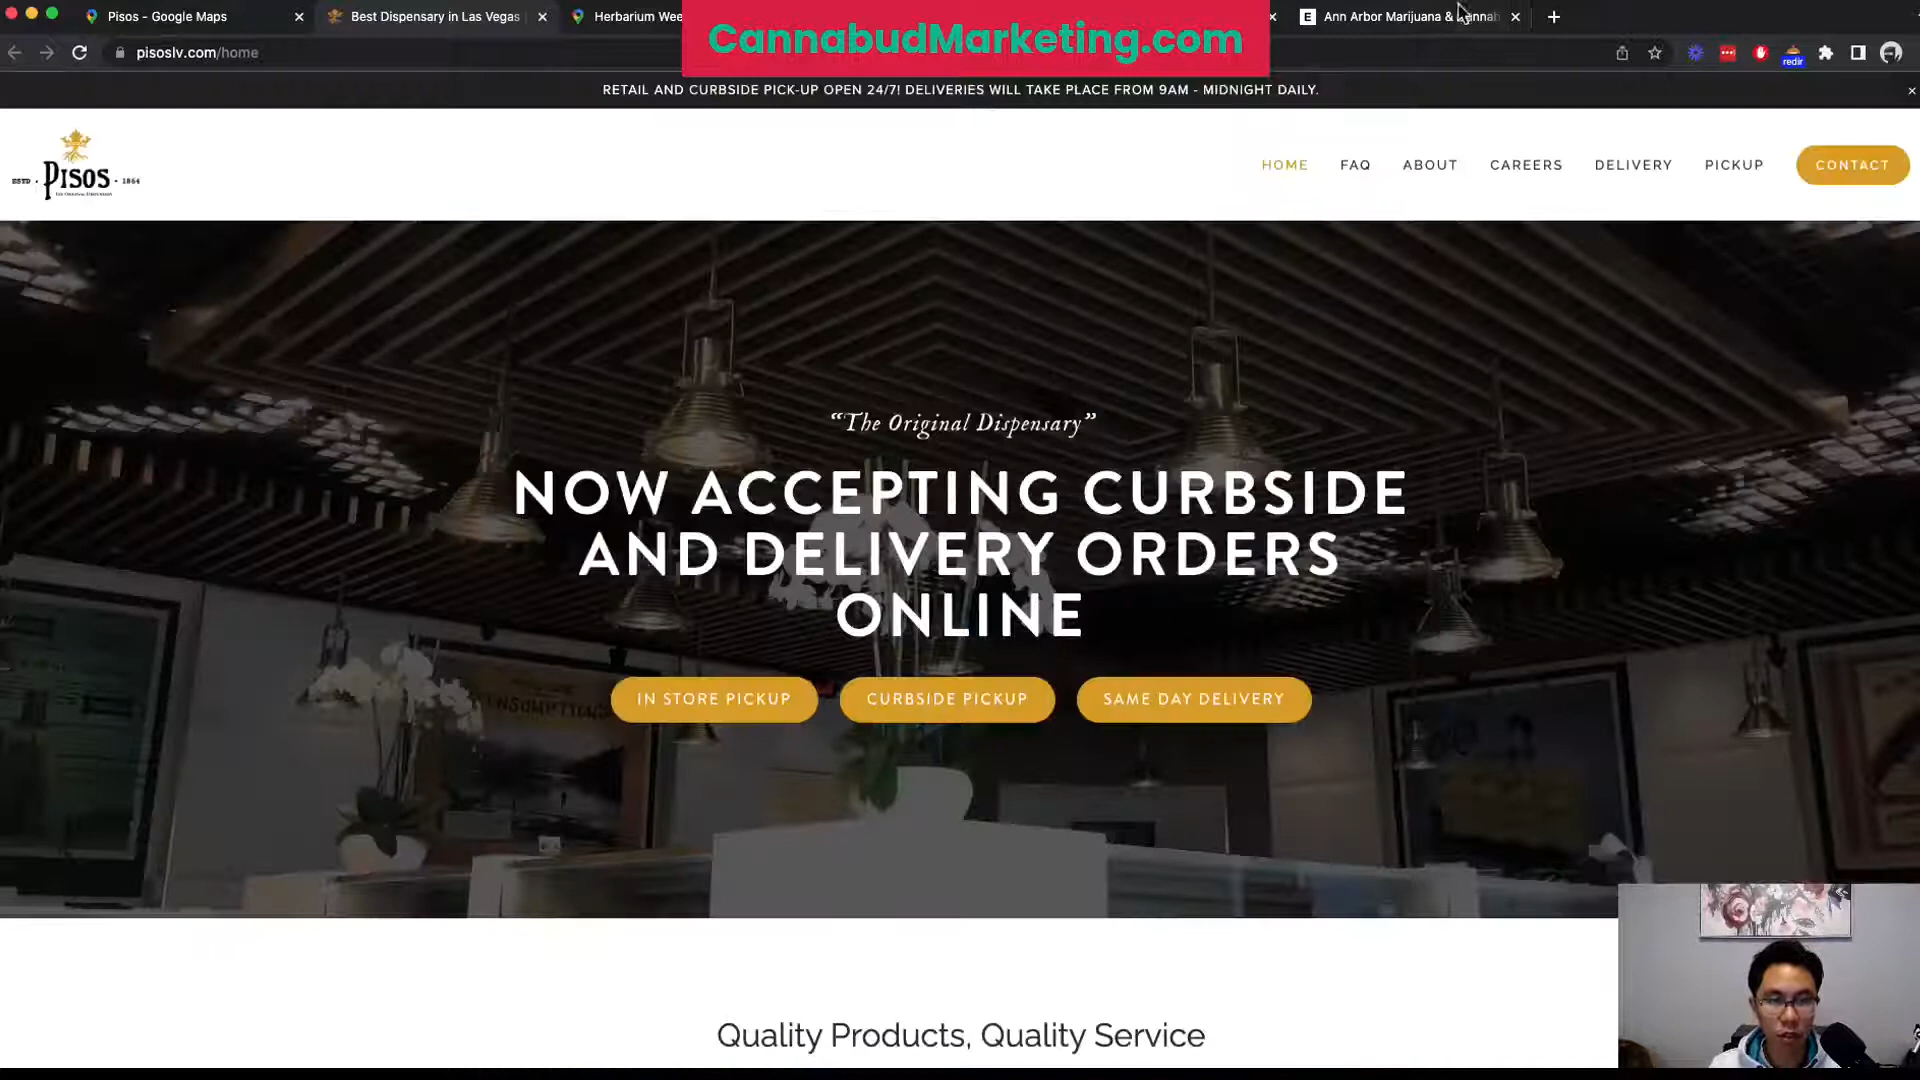 Pisos - Google Maps
Best Dispensary in Las Vegas
Herbarium Wee
CannabudMarketing.com
E Ann Arbor Marijuana & Cannab
pisoslv.com/home
redir
RETAIL AND CURBSIDE PICK-UP OPEN 24/7! DELIVERIES WILL TAKE PLACE FROM 9AM - MIDNIGHT DAILY.
ESTD PISOS 1864
HOME FAQ ABOUT CAREERS DELIVERY PICKUP CONTACT
“The Original Dispensary”
NOW ACCEPTING CURBSIDE
AND DELIVERY ORDERS
ONLINE
IN STORE PICKUP CURBSIDE PICKUP SAME DAY DELIVERY
Quality Products, Quality Service